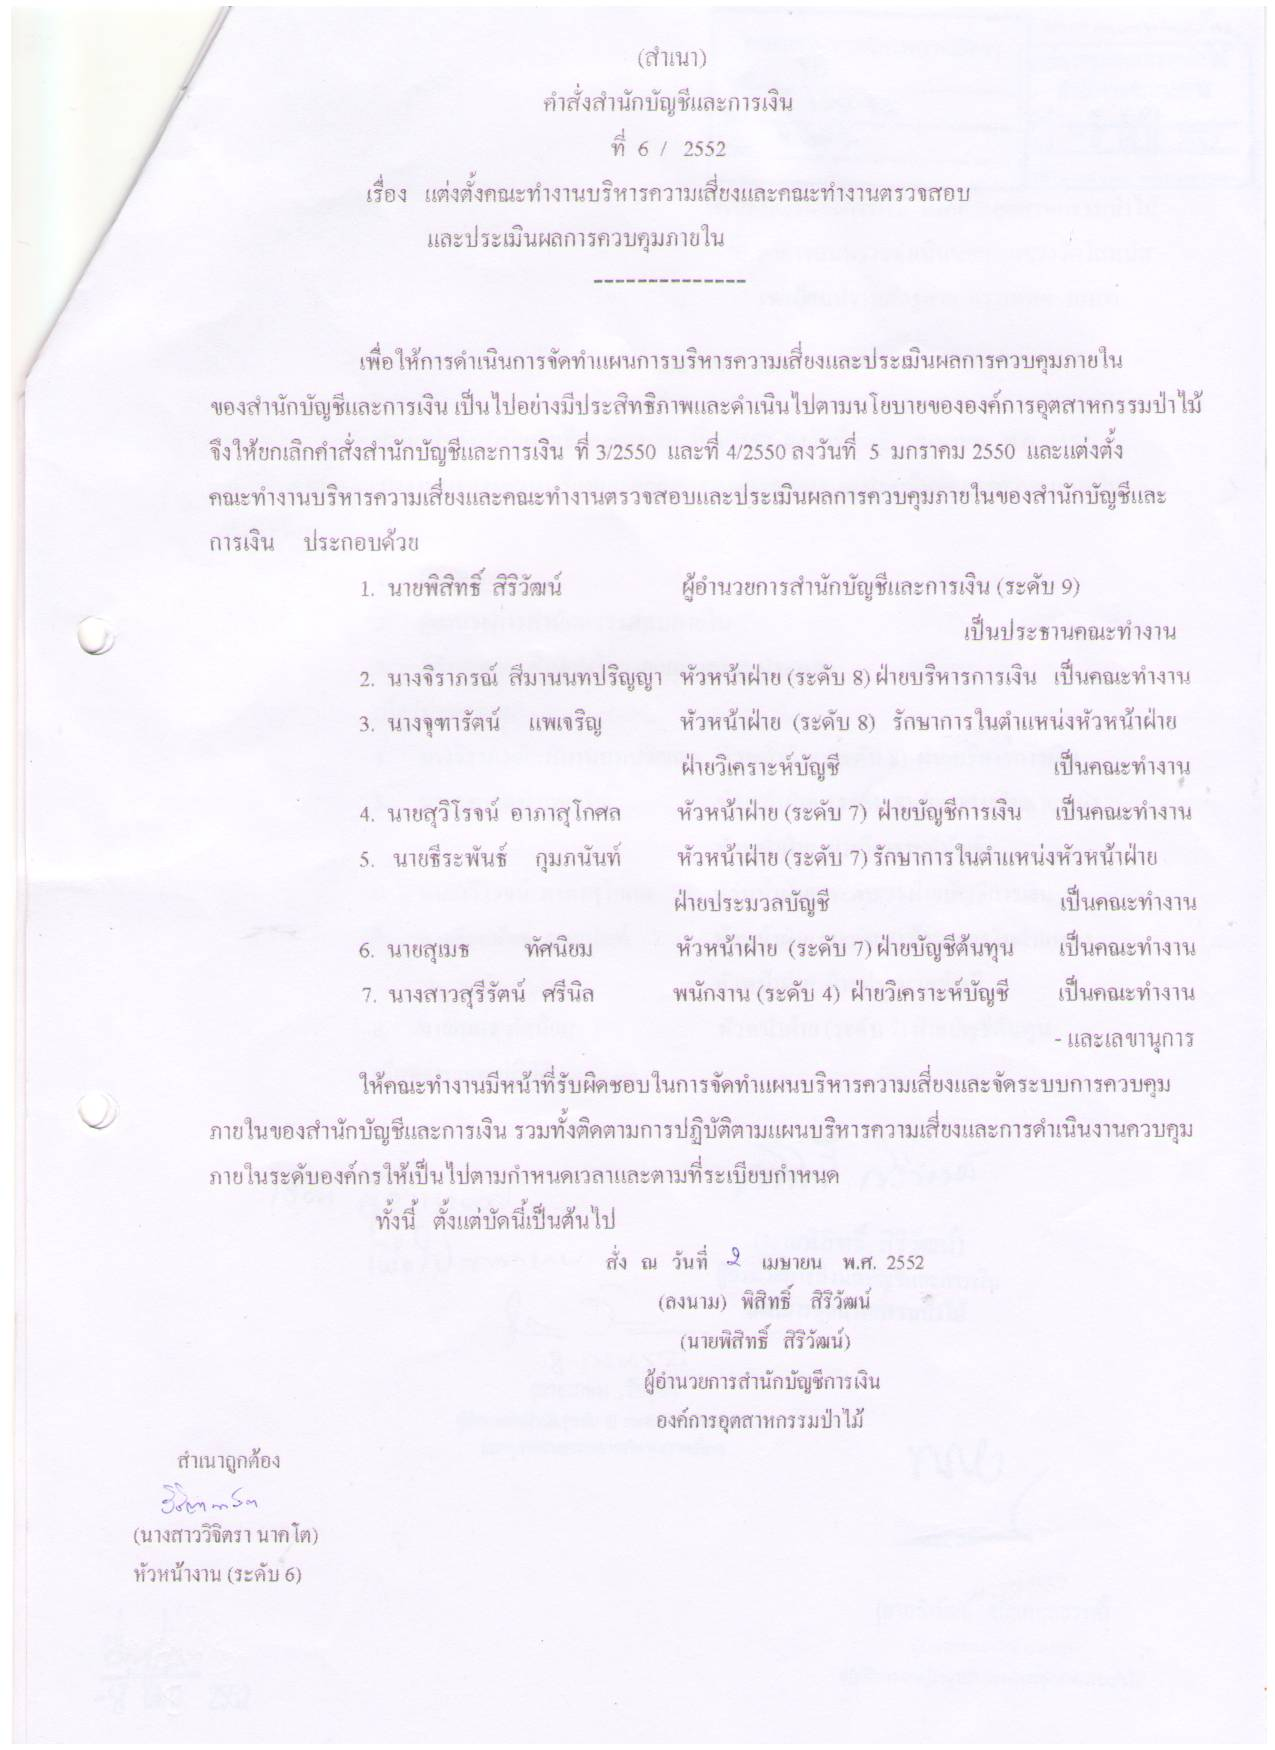 (สำเนา)
คำสั่งสำนักบัญชีและการเงิน
ที่ 6 / 2552
เรื่อง แต่งตั้งคณะทำงานบริหารความเสี่ยงและคณะทำงานตรวจสอบ
และประเมินผลการควบคุมภายใน
--------------
เพื่อให้การดำเนินการจัดทำแผนการบริหารความเสี่ยงและประเมินผลการควบคุมภายใน
ของสำนักบัญชีและการเงิน เป็นไปอย่างมีประสิทธิภาพและดำเนินไปตามนโยบายขององค์การอุตสาหกรรมป่าไม้
จึงให้ยกเลิกคำสั่งสำนักบัญชีและการเงิน ที่ 3/2550 และที่ 4/2550 ลงวันที่ 5 มกราคม 2550 และแต่งตั้ง
คณะทำงานบริหารความเสี่ยงและคณะทำงานตรวจสอบและประเมินผลการควบคุมภายในของสำนักบัญชีและ
การเงิน ประกอบด้วย
1. นายพิสิทธิ์ สิริวัฒน์ ผู้อำนวยการสำนักบัญชีและการเงิน (ระดับ 9)
เป็นประธานคณะทำงาน
2. นางจิราภรณ์ สีมานนทปริญญา หัวหน้าฝ่าย (ระดับ 8) ฝ่ายบริหารการเงิน เป็นคณะทำงาน
3. นางจุฑารัตน์ แพเจริญ หัวหน้าฝ่าย (ระดับ 8) รักษาการในตำแหน่งหัวหน้าฝ่าย
ฝ่ายวิเคราะห์บัญชี เป็นคณะทำงาน
4. นายสุวิโรจน์ อาภาสุโกศล หัวหน้าฝ่าย (ระดับ 7) ฝ่ายบัญชีการเงิน เป็นคณะทำงาน
5. นายธีระพันธ์ กุมภนันท์ หัวหน้าฝ่าย (ระดับ 7) รักษาการในตำแหน่งหัวหน้าฝ่าย
ฝ่ายประมวลบัญชี เป็นคณะทำงาน
6. นายสุเมธ ทัศนิยม หัวหน้าฝ่าย (ระดับ 7) ฝ่ายบัญชีต้นทุน เป็นคณะทำงาน
7. นางสาวสุรีรัตน์ ศรีนิล พนักงาน (ระดับ 4) ฝ่ายวิเคราะห์บัญชี เป็นคณะทำงาน
- และเลขานุการ
ให้คณะทำงานมีหน้าที่รับผิดชอบในการจัดทำแผนบริหารความเสี่ยงและจัดระบบการควบคุม
ภายในของสำนักบัญชีและการเงิน รวมทั้งติดตามการปฏิบัติตามแผนบริหารความเสี่ยงและการดำเนินงานควบคุม
ภายในระดับองค์กรให้เป็นไปตามกำหนดเวลาและตามที่ระเบียบกำหนด
ทั้งนี้ ตั้งแต่บัดนี้เป็นต้นไป
สั่ง ณ วันที่ 2 เมษายน พ.ศ. 2552
(ลงนาม) พิสิทธิ์ สิริวัฒน์
(นายพิสิทธิ์ สิริวัฒน์)
ผู้อำนวยการสำนักบัญชีการเงิน
องค์การอุตสาหกรรมป่าไม้
สำเนาถูกต้อง
(นางสาววิจิตรา นาคโต)
หัวหน้างาน (ระดับ 6)